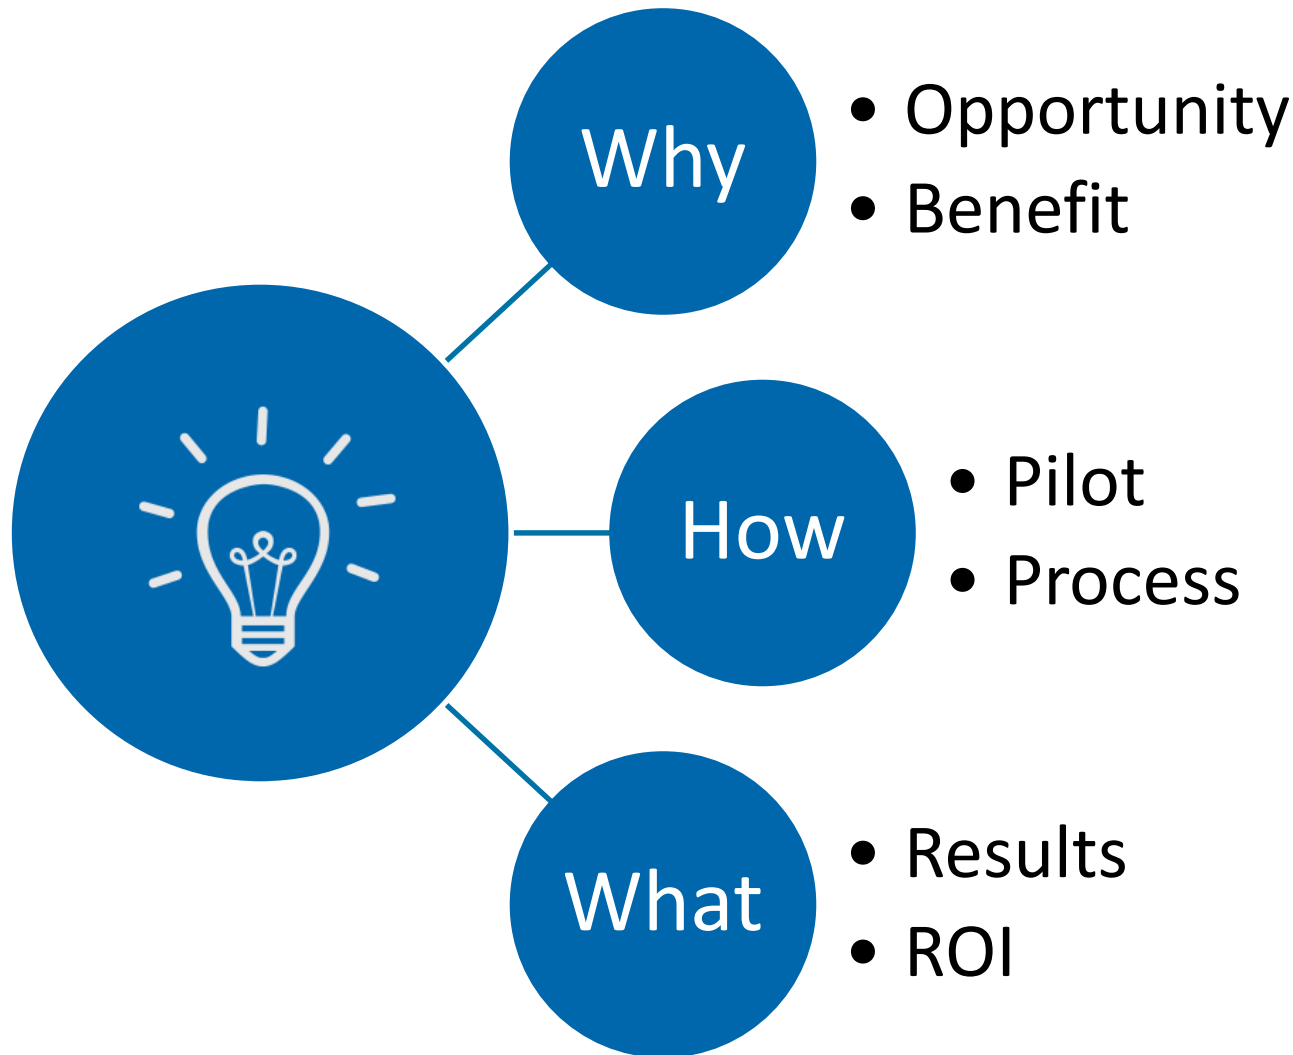 Why
• Opportunity
• Benefit
How
• Pilot
• Process
What
• Results
• ROI